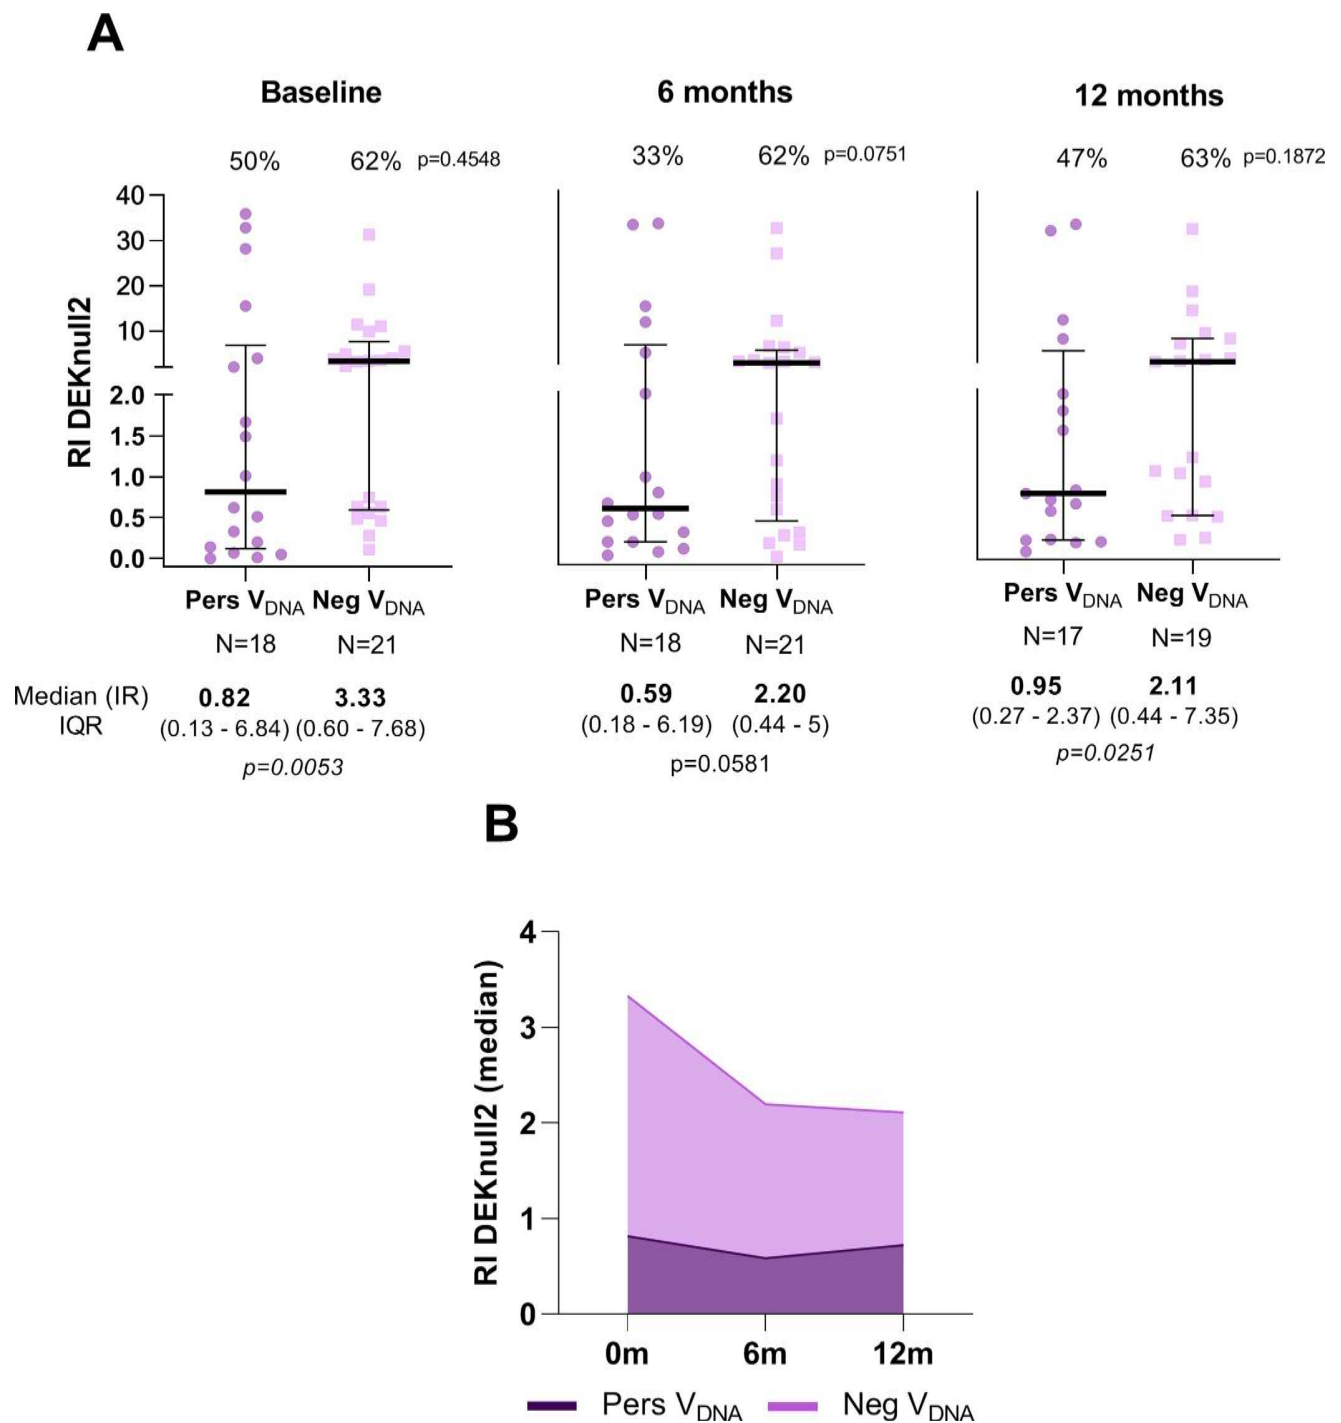 A
Baseline
6 months
12 months
50%
62%
p=0.4548
33%
62%
p=0.0751
47%
63%
p=0.1872
RI DEKnull2
40
30
20
10
2.0
1.5
1.0
0.5
0.0
Pers VDNA
Neg VDNA
Pers VDNA
Neg VDNA
Pers VDNA
Neg VDNA
N=18
N=21
N=18
N=21
N=17
N=19
Median (IR)
0.82
3.33
0.59
2.20
0.95
2.11
IQR
(0.13 - 6.84)
(0.60 - 7.68)
(0.18 - 6.19)
(0.44 - 5)
(0.27 - 2.37)
(0.44 - 7.35)
p=0.0053
p=0.0581
p=0.0251
B
RI DEKnull2 (median)
4
3
2
1
0
0m
6m
12m
Pers VDNA
Neg VDNA